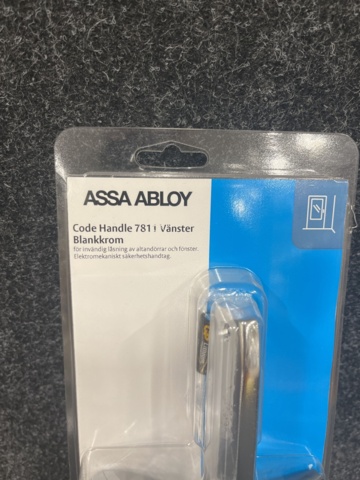 ASSA ABLOY
Code Handle 7811 Vänster
Blankkrom
för invändig låsning av altandörrar och fönster.
Elektromekaniskt säkerhetshandtag.